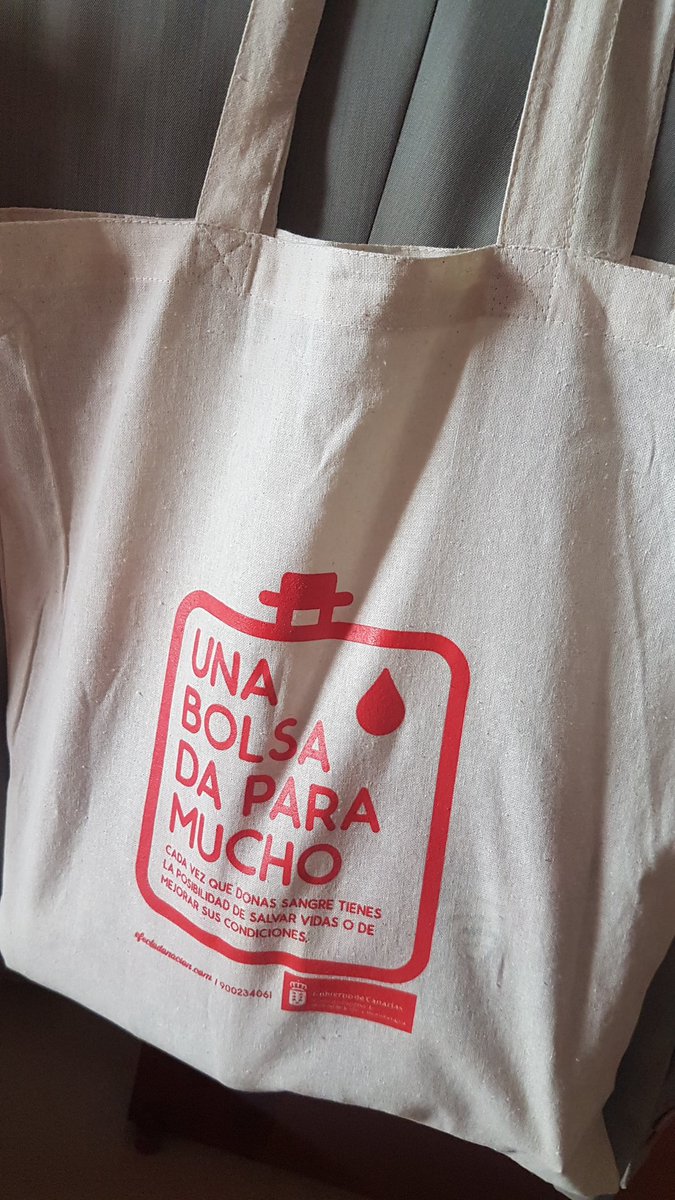 UNA
BOLSA
DA PARA
MUCHO
CADA VEZ QUE DONAS SANGRE TIENES
LA POSIBILIDAD DE SALVAR VIDAS O DE
MEJORAR SUS CONDICIONES.
efectodonacion.com | 900234061
Gobierno de Canarias